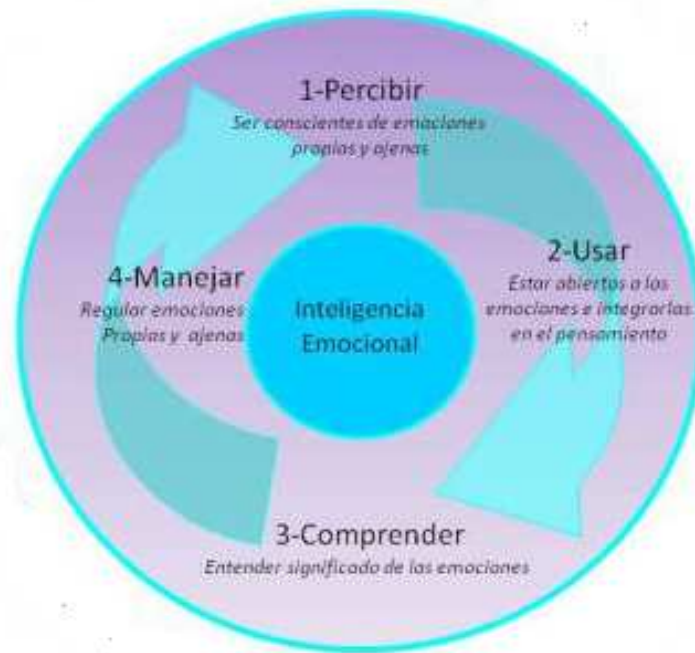 1-Percibir
Ser conscientes de emociones
propias y ajenas
2-Usar
Estar abiertos a las
emociones e integrarlas
en el pensamiento
Inteligencia
Emocional
3-Comprender
Entender significado de las emociones
4-Manejar
Regular emociones
Propias y ajenas